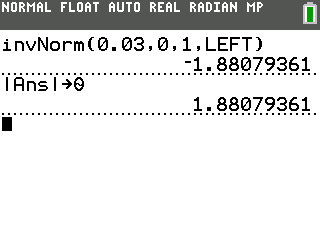 NORMAL FLOAT AUTO REAL RADIAN MP
invNorm(0.03,0,1,LEFT)
-1.88079361
|Ans|→θ
1.88079361